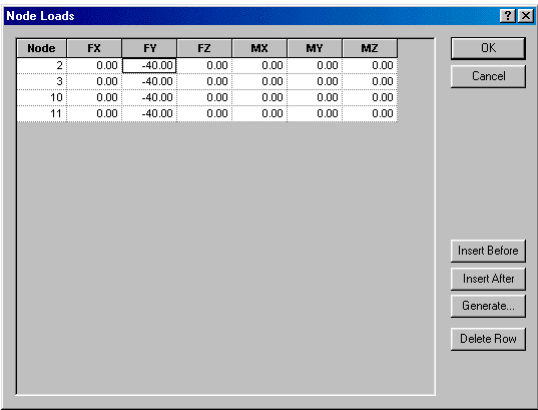 Node Loads
Node FX FY FZ MX MY MZ
2 0.00 -40.00 0.00 0.00 0.00 0.00
3 0.00 -40.00 0.00 0.00 0.00 0.00
10 0.00 -40.00 0.00 0.00 0.00 0.00
11 0.00 -40.00 0.00 0.00 0.00 0.00
OK
Cancel
Insert Before
Insert After
Generate...
Delete Row